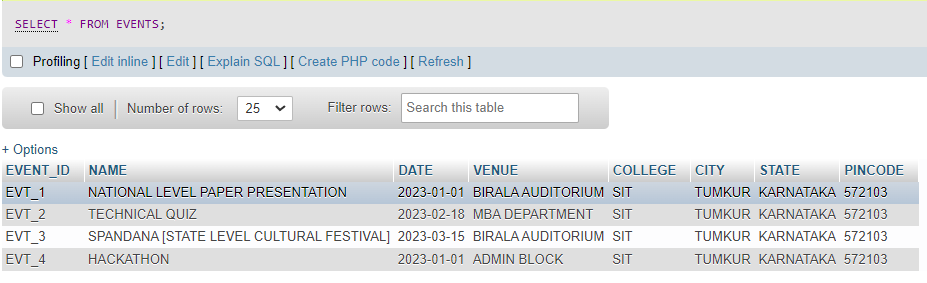 SELECT * FROM EVENTS;
Profiling [ Edit inline ] [ Edit ] [ Explain SQL ] [ Create PHP code ] [ Refresh ]
Show all Number of rows: 25 Filter rows: Search this table
+ Options
EVENT_ID NAME DATE VENUE COLLEGE CITY STATE PINCODE
EVT_1 NATIONAL LEVEL PAPER PRESENTATION 2023-01-01 BIRALA AUDITORIUM SIT TUMKUR KARNATAKA 572103
EVT_2 TECHNICAL QUIZ 2023-02-18 MBA DEPARTMENT SIT TUMKUR KARNATAKA 572103
EVT_3 SPANDANA [STATE LEVEL CULTURAL FESTIVAL] 2023-03-15 BIRALA AUDITORIUM SIT TUMKUR KARNATAKA 572103
EVT_4 HACKATHON 2023-01-01 ADMIN BLOCK SIT TUMKUR KARNATAKA 572103